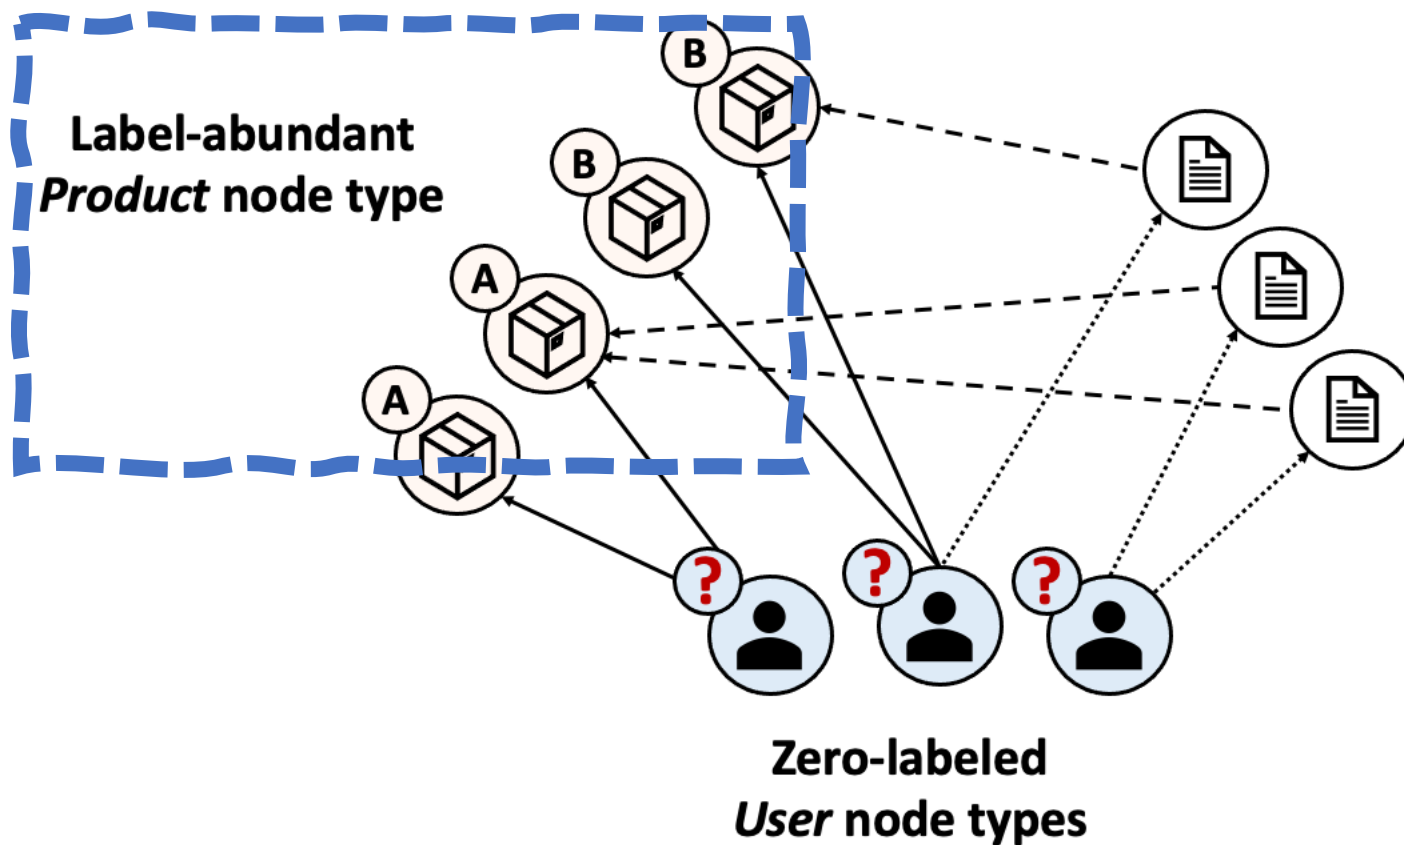 B
Label-abundant
B
Product node type
A
A
?
?
?
Zero-labeled
User node types